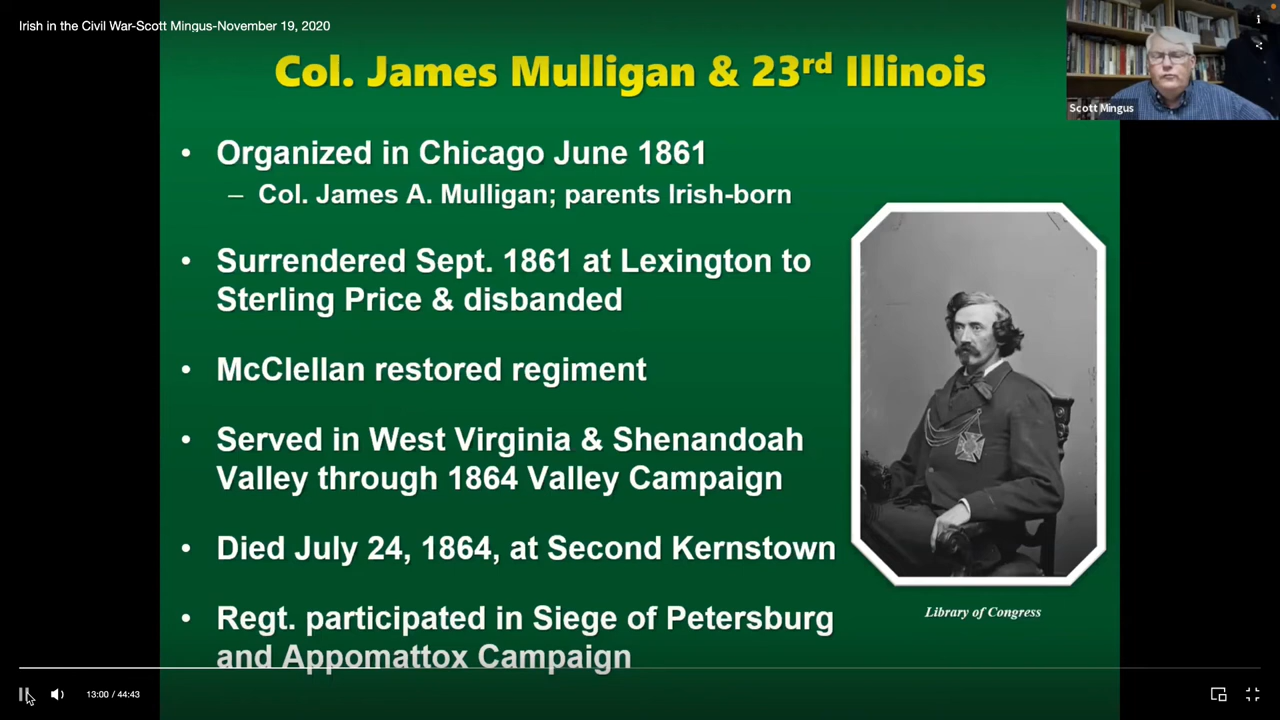 Irish in the Civil War-Scott Mingus-November 19, 2020
Col. James Mulligan & 23rd Illinois
Scott Mingus
• Organized in Chicago June 1861
– Col. James A. Mulligan; parents Irish-born
• Surrendered Sept. 1861 at Lexington to
Sterling Price & disbanded
• McClellan restored regiment
• Served in West Virginia & Shenandoah
Valley through 1864 Valley Campaign
• Died July 24, 1864, at Second Kernstown
• Regt. participated in Siege of Petersburg
and Appomattox Campaign
Library of Congress
13:00 / 44:43